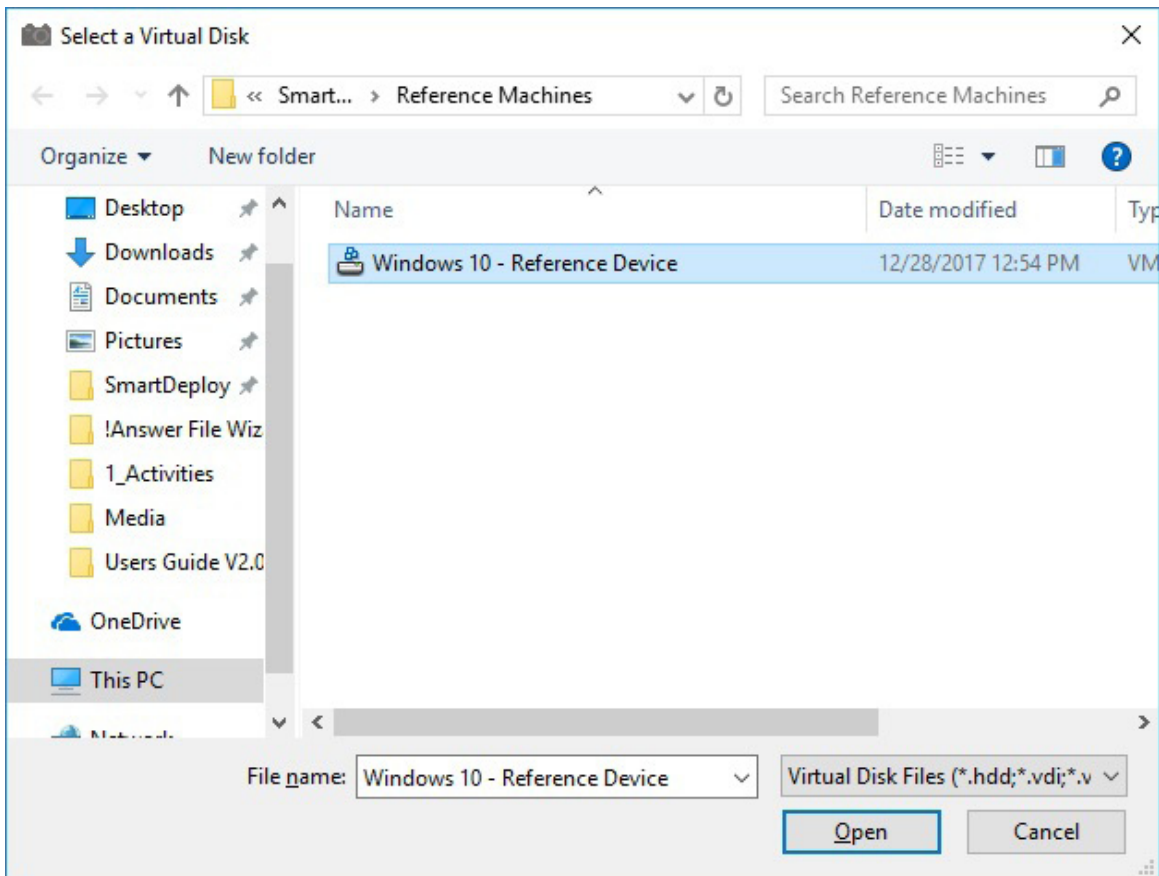 Select a Virtual Disk
« Smart... › Reference Machines
Search Reference Machines
Organize
New folder
?
Desktop
Downloads
Documents
Pictures
SmartDeploy
!Answer File Wiz
1_Activities
Media
Users Guide V2.0
OneDrive
This PC
Network
Name Date modified Typ
Windows 10 - Reference Device 12/28/2017 12:54 PM VM
File name: Windows 10 - Reference Device
Virtual Disk Files (*.hdd;*.vdi;*.v
Open Cancel